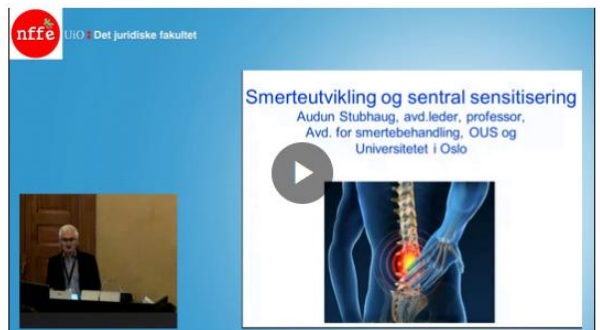 nffe
UiO : Det juridiske fakultet
Smerteutvikling og sentral sensitisering
Audun Stubhaug, avd.leder, professor,
Avd. for smertebehandling, OUS og
Universitetet i Oslo